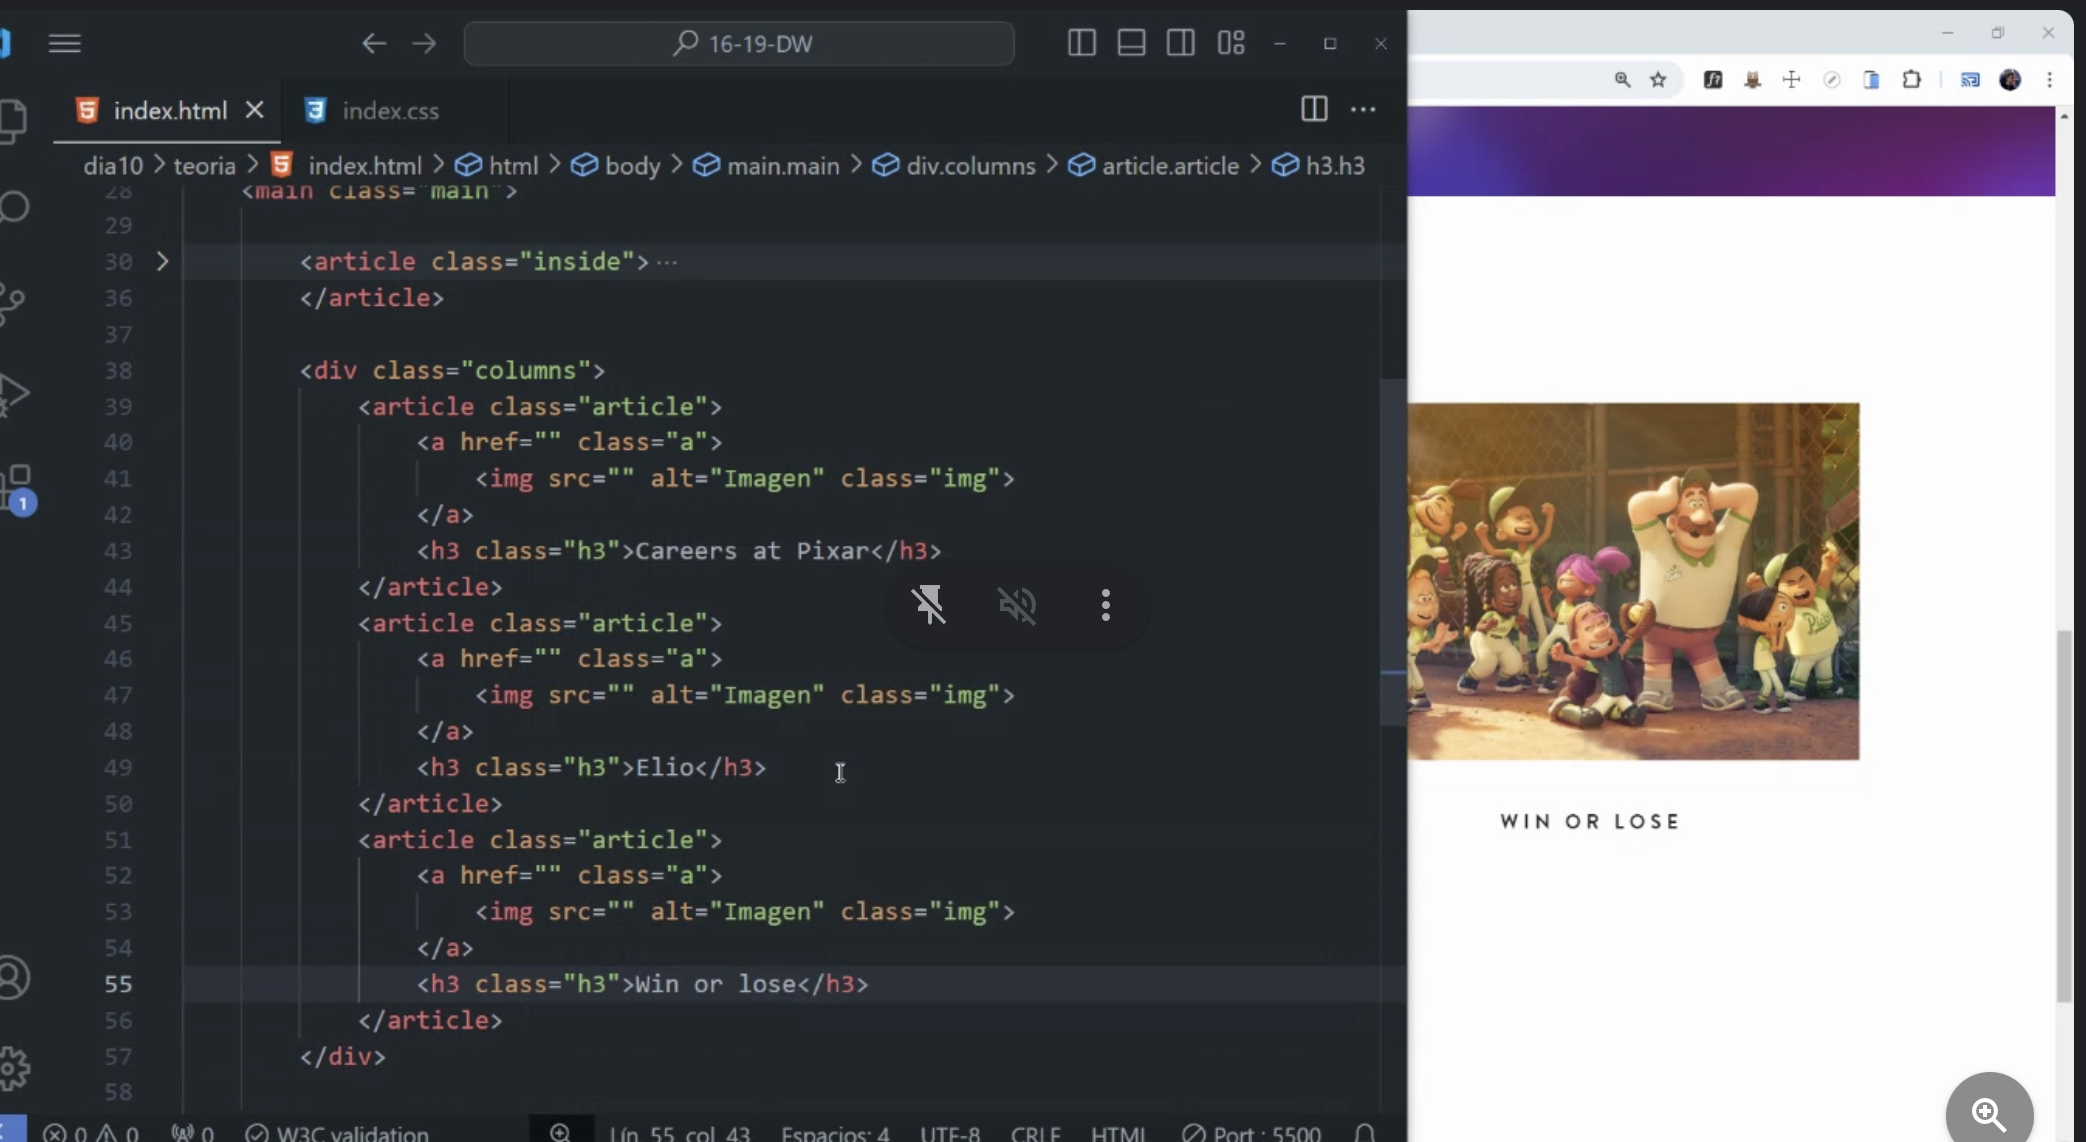 16-19-DW
index.html
index.css
dia10 > teoria > index.html > html > body > main.main > div.columns > article.article > h3.h3
28 <main class="main">
29
30 <article class="inside">···
36 </article>
37
38 <div class="columns">
39 <article class="article">
40 <a href="" class="a">
41 <img src="" alt="Imagen" class="img">
42 </a>
43 <h3 class="h3">Careers at Pixar</h3>
44 </article>
45 <article class="article">
46 <a href="" class="a">
47 <img src="" alt="Imagen" class="img">
48 </a>
49 <h3 class="h3">Elio</h3>
50 </article>
51 <article class="article">
52 <a href="" class="a">
53 <img src="" alt="Imagen" class="img">
54 </a>
55 <h3 class="h3">Win or lose</h3>
56 </article>
57 </div>
58
1
0 0 0 W3C validation Lín. 55, col. 43 Espacios: 4 UTF-8 CRLF HTML Port : 5500
WIN OR LOSE